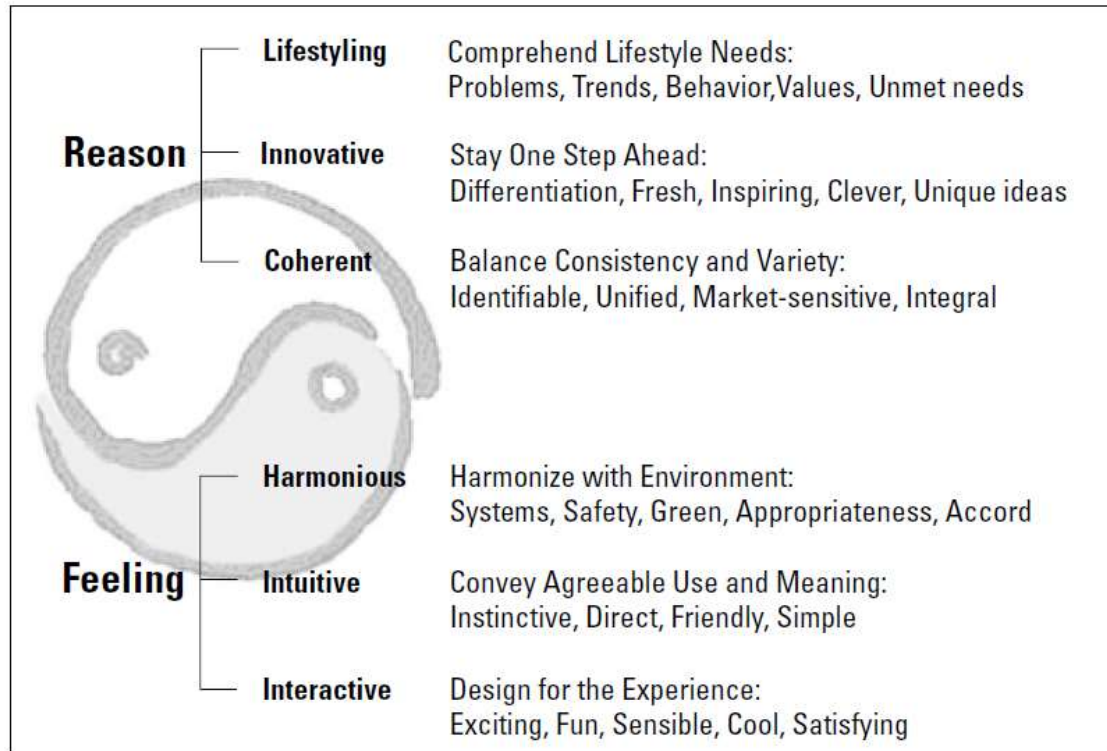 Lifestyling Comprehend Lifestyle Needs:
Problems, Trends, Behavior,Values, Unmet needs
Reason
Innovative Stay One Step Ahead:
Differentiation, Fresh, Inspiring, Clever, Unique ideas
Coherent Balance Consistency and Variety:
Identifiable, Unified, Market-sensitive, Integral
Harmonious Harmonize with Environment:
Systems, Safety, Green, Appropriateness, Accord
Feeling
Intuitive Convey Agreeable Use and Meaning:
Instinctive, Direct, Friendly, Simple
Interactive Design for the Experience:
Exciting, Fun, Sensible, Cool, Satisfying